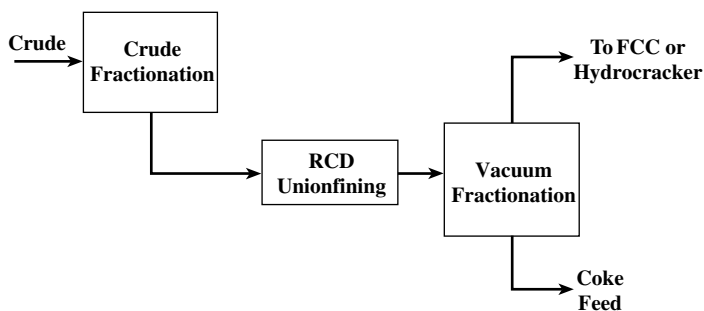 Crude
Crude
Fractionation
RCD
Unionfining
Vacuum
Fractionation
To FCC or
Hydrocracker
Coke
Feed